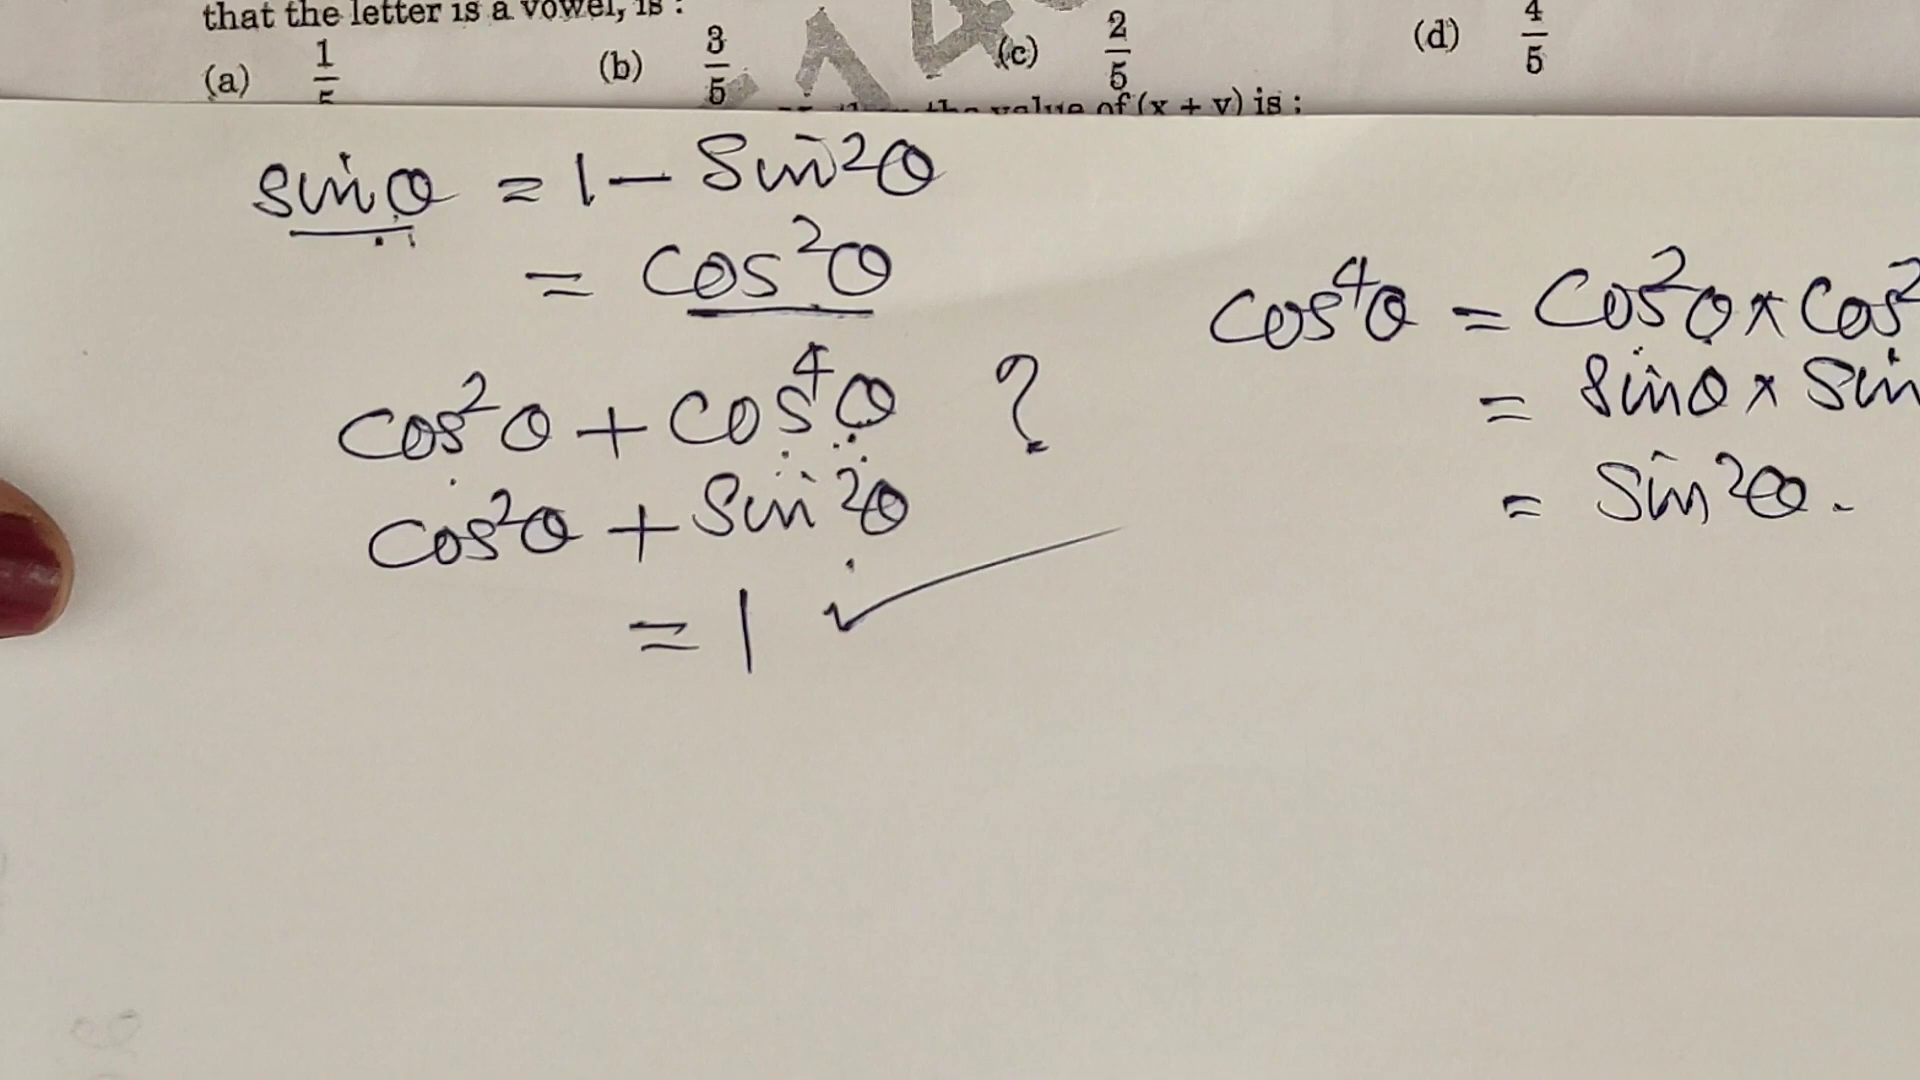 that the letter is a vowel, is :
(a) 1/5 (b) 3/5 (c) 2/5 (d) 4/5
the value of (x + y) is :
sinθ = 1 - Sin²θ
= cos²θ
cos²θ + cos⁴θ ?
cos²θ + Sin²θ
= 1 ✓
cos⁴θ = Cos²θ × Cos²
= Sinθ × Sin
= Sin²θ.